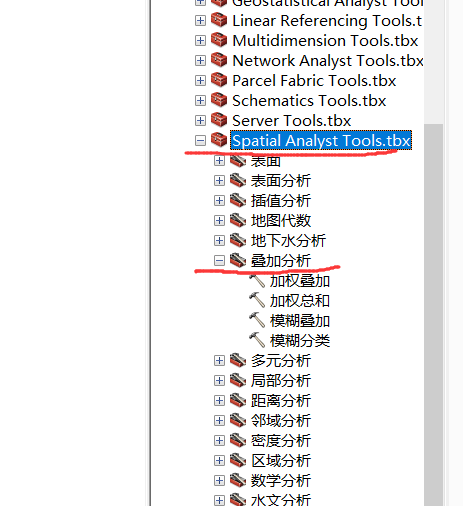 Geostatistical Analyst Tool
Linear Referencing Tools.t
Multidimension Tools.tbx
Network Analyst Tools.tbx
Parcel Fabric Tools.tbx
Schematics Tools.tbx
Server Tools.tbx
Spatial Analyst Tools.tbx
表面
表面分析
插值分析
地图代数
地下水分析
叠加分析
加权叠加
加权总和
模糊叠加
模糊分类
多元分析
局部分析
距离分析
邻域分析
密度分析
区域分析
数学分析
水文分析